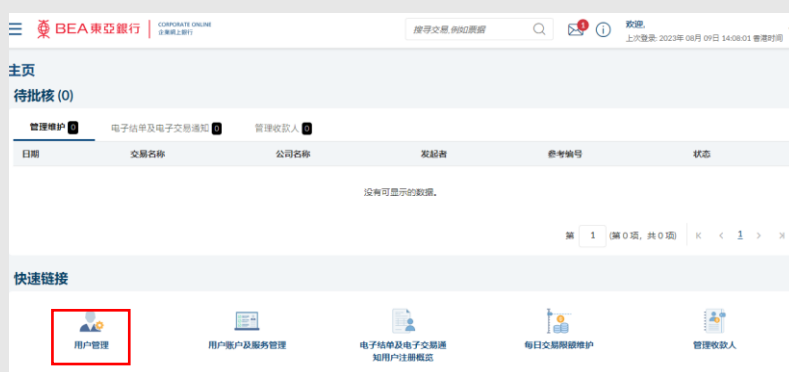 BEA東亞銀行 CORPORATE ONLINE
企業網上銀行
搜寻交易,例如票据
9
欢迎,
上次登录: 2023年 08月 09日 14:08:01 香港时间
主页
待批核 (0)
管理维护 0 电子结单及电子交易通知 0 管理收款人 0
日期 交易名称 公司名称 发起者 参考编号 状态
没有可显示的数据。
第 1 (第 0 项, 共 0 项) 1
快速链接
用户管理 用户账户及服务管理 电子结单及电子交易通 每日交易限额维护 管理收款人
知用户注册概览